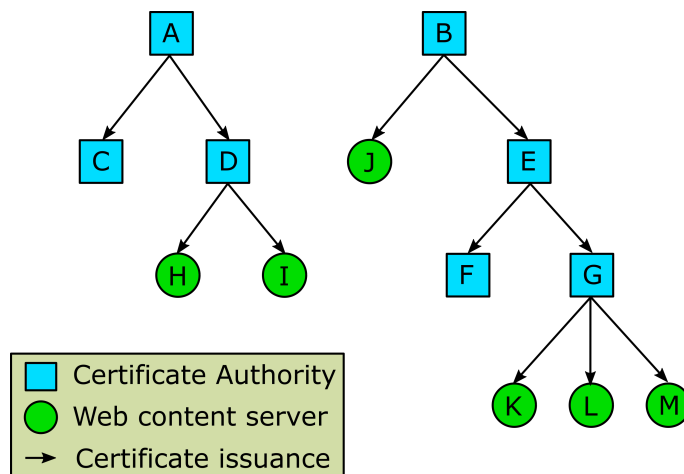 A B
C D J E
H I F G
K L M
Certificate Authority
Web content server
Certificate issuance